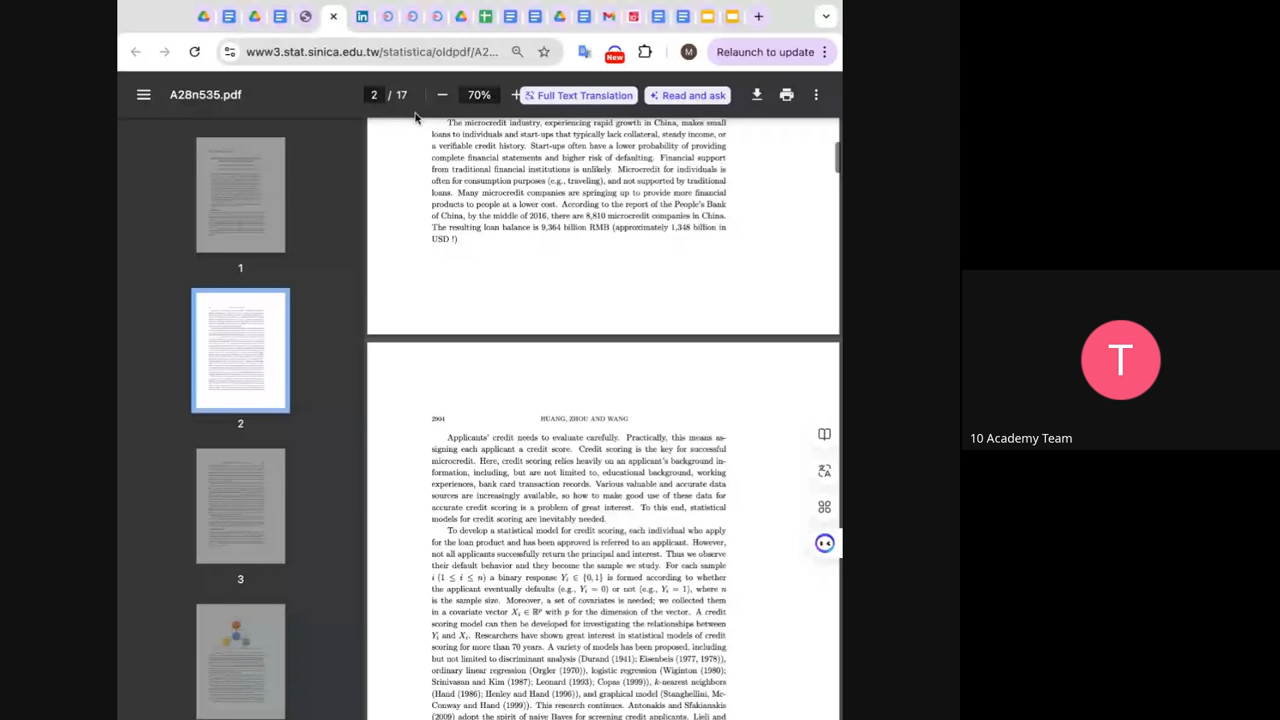 www3.stat.sinica.edu.tw/statistica/oldpdf/A2...
New
M
Relaunch to update
A28n535.pdf
2 / 17
70%
Full Text Translation
Read and ask
The microcredit industry, experiencing rapid growth in China, makes small
loans to individuals and start-ups that typically lack collateral, steady income, or
a verifiable credit history. Start-ups often have a lower probability of providing
complete financial statements and higher risk of defaulting. Financial support
from traditional financial institutions is unlikely. Microcredit for individuals is
often for consumption purposes (e.g., traveling), and not supported by traditional
loans. Many microcredit companies are springing up to provide more financial
products to people at a lower cost. According to the report of the People's Bank
of China, by the middle of 2016, there are 8,810 microcredit companies in China.
The resulting loan balance is 9,364 billion RMB (approximately 1,348 billion in
USD !)
1
2
3
2904 HUANG, ZHOU AND WANG
Applicants' credit needs to evaluate carefully. Practically, this means as-
signing each applicant a credit score. Credit scoring is the key for successful
microcredit. Here, credit scoring relies heavily on an applicant's background in-
formation, including, but are not limited to, educational background, working
experiences, bank card transaction records. Various valuable and accurate data
sources are increasingly available, so how to make good use of these data for
accurate credit scoring is a problem of great interest. To this end, statistical
models for credit scoring are inevitably needed.
To develop a statistical model for credit scoring, each individual who apply
for the loan product and has been approved is referred to an applicant. However,
not all applicants successfully return the principal and interest. Thus we observe
their default behavior and they become the sample we study. For each sample
i (1 ≤ i ≤ n) a binary response Yᵢ ∈ {0,1} is formed according to whether
the applicant eventually defaults (e.g., Yᵢ = 0) or not (e.g., Yᵢ = 1), where n
is the sample size. Moreover, a set of covariates is needed; we collected them
in a covariate vector Xᵢ ∈ ℝᵖ with p for the dimension of the vector. A credit
scoring model can then be developed for investigating the relationships between
Yᵢ and Xᵢ. Researchers have shown great interest in statistical models of credit
scoring for more than 70 years. A variety of models has been proposed, including
but not limited to discriminant analysis (Durand (1941); Eisenbeis (1977, 1978)),
ordinary linear regression (Orgler (1970)), logistic regression (Wiginton (1980);
Srinivasan and Kim (1987); Leonard (1993); Copas (1999)), k-nearest neighbors
(Hand (1986); Henley and Hand (1996)), and graphical model (Stanghellini, Mc-
Conway and Hand (1999)). This research continues. Antonakis and Sfakianakis
(2009) adopt the spirit of naive Bayes for screening credit applicants. Lieli and
T
10 Academy Team